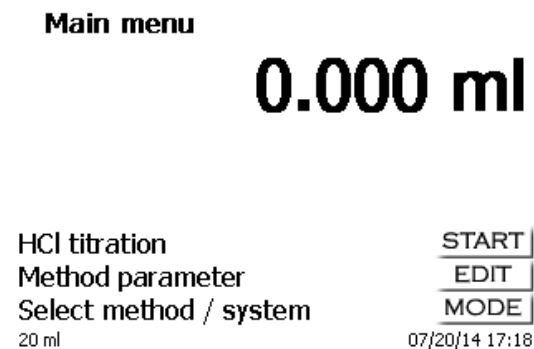 Main menu
0.000 ml
HCl titration START
Method parameter EDIT
Select method / system MODE
20 ml 07/20/14 17:18